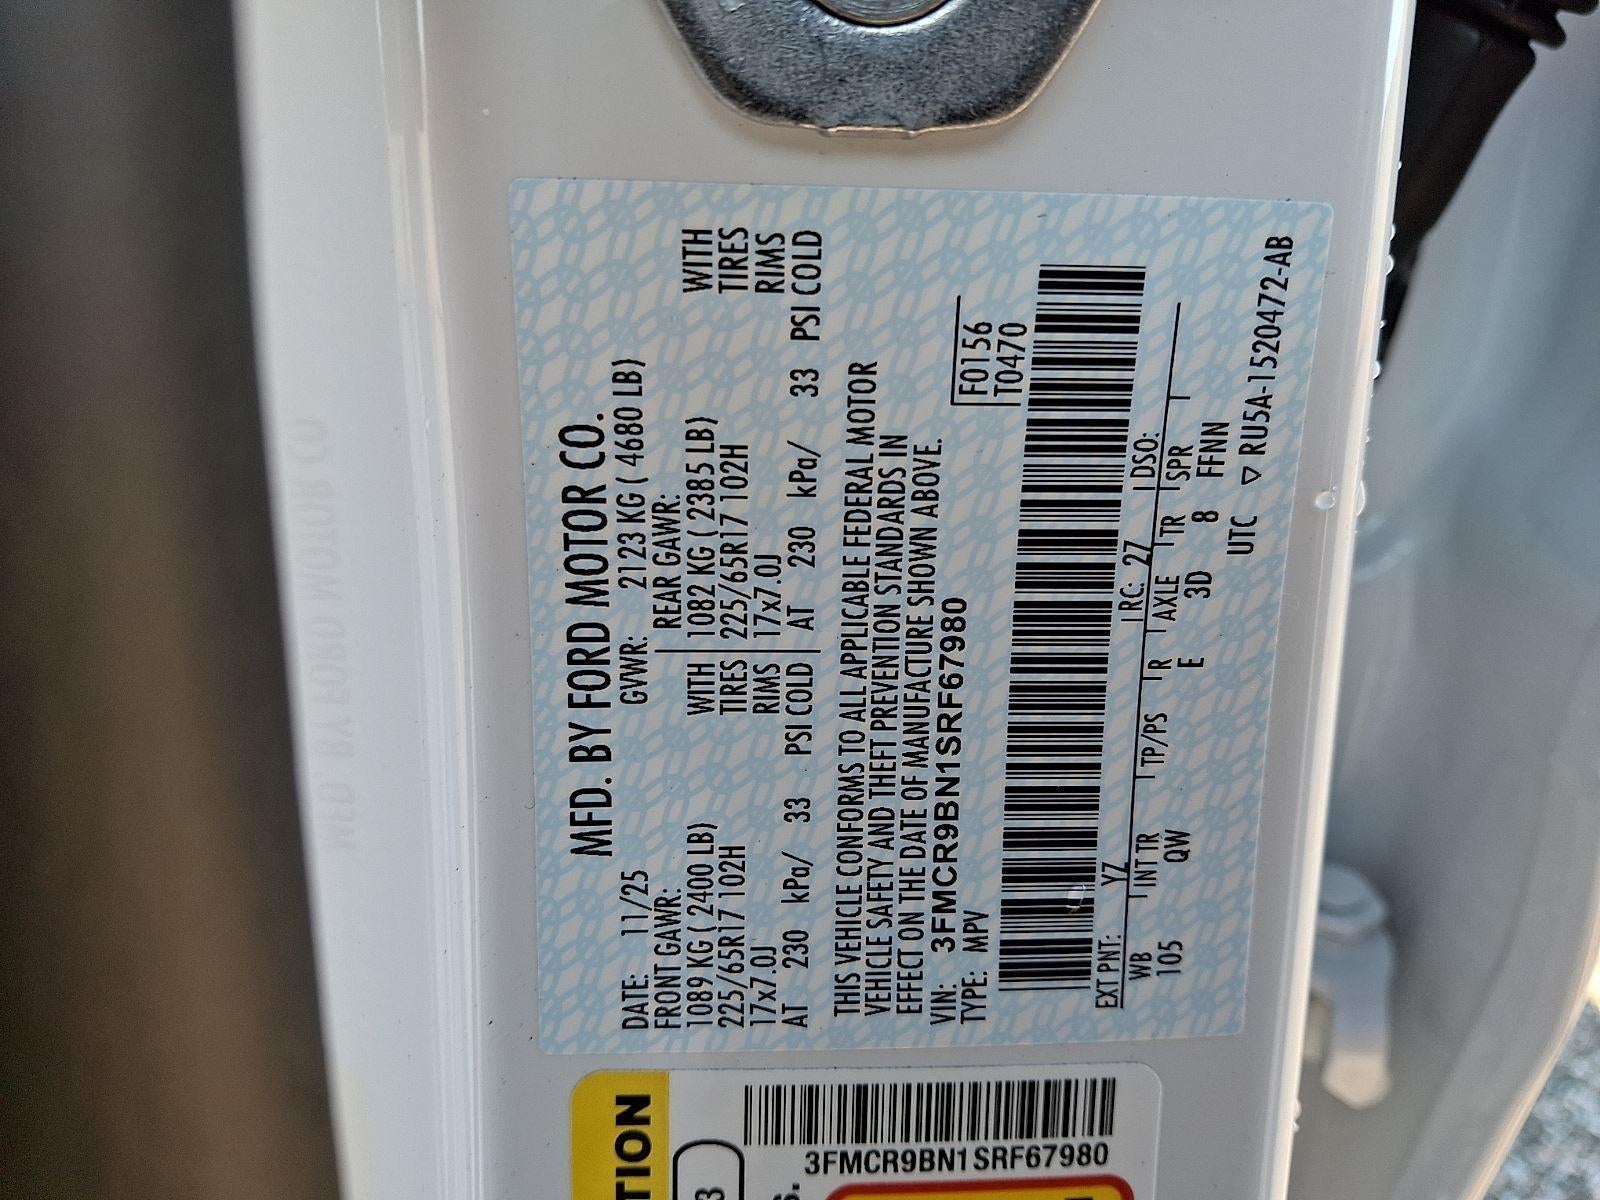 MFD. BY FORD MOTOR CO.
DATE: 11/25 GVWR: 2123 KG ( 4680 LB)
FRONT GAWR: REAR GAWR:
1089 KG ( 2400 LB) WITH 1082 KG ( 2385 LB) WITH
225/65R17 102H TIRES 225/65R17 102H TIRES
17x7.0J RIMS 17x7.0J RIMS
AT 230 kPa/ 33 PSI COLD AT 230 kPa/ 33 PSI COLD
THIS VEHICLE CONFORMS TO ALL APPLICABLE FEDERAL MOTOR
VEHICLE SAFETY AND THEFT PREVENTION STANDARDS IN
EFFECT ON THE DATE OF MANUFACTURE SHOWN ABOVE.
VIN: 3FMCR9BN1SRF67980 F0156
TYPE: MPV T0470
EXT PNT: YZ RC: 27 DSO:
WB INT TR TP/PS R AXLE TR SPR
105 QW E 3D 8 FFNN
UTC ▽ RU5A-1520472-AB
TION
3
S.
3FMCR9BN1SRF67980